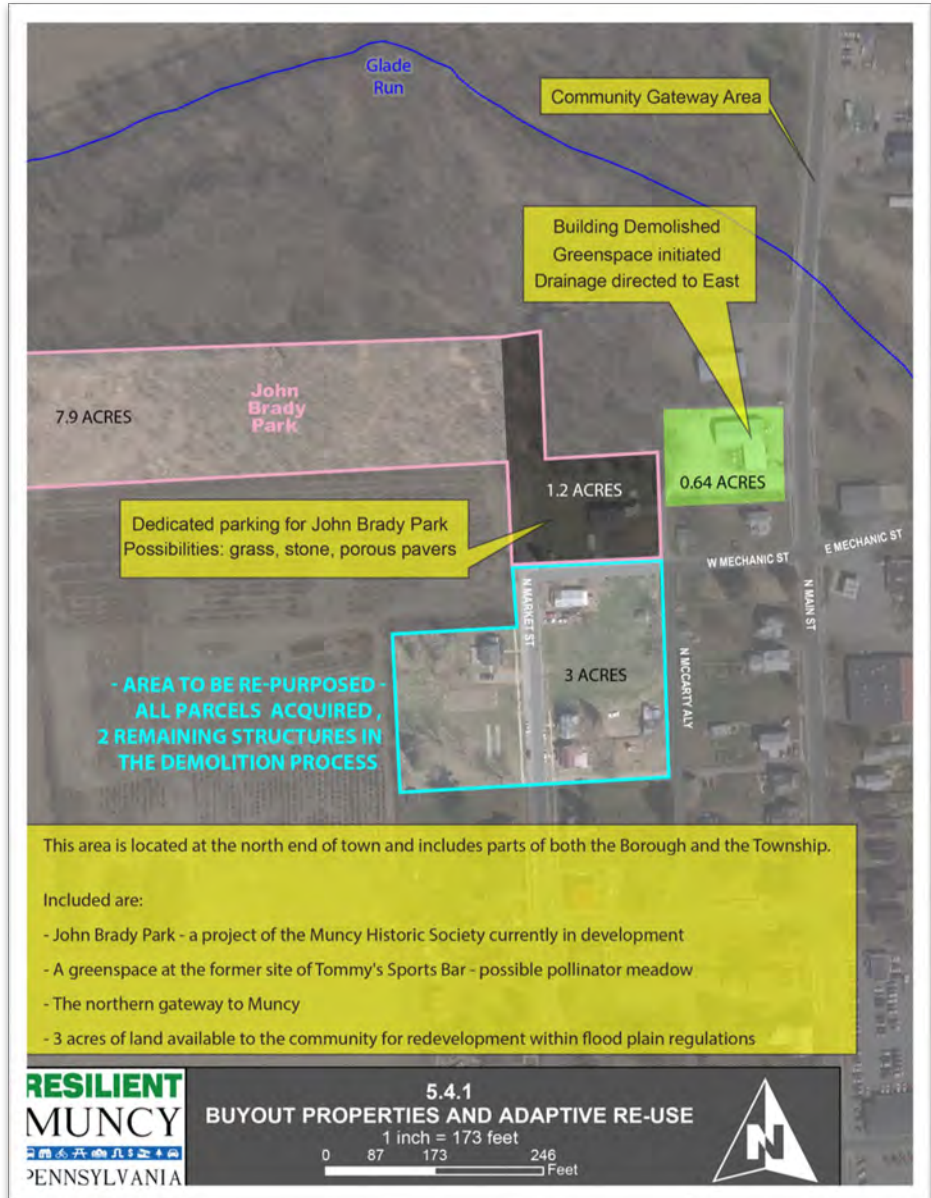 Glade
Run
Community Gateway Area
Building Demolished
Greenspace initiated
Drainage directed to East
John
Brady
Park
7.9 ACRES
1.2 ACRES
0.64 ACRES
Dedicated parking for John Brady Park
Possibilities: grass, stone, porous pavers
W MECHANIC ST
E MECHANIC ST
N MARKET ST
N MAIN ST
N MCCARTY ALY
3 ACRES
- AREA TO BE RE-PURPOSED -
ALL PARCELS ACQUIRED ,
2 REMAINING STRUCTURES IN
THE DEMOLITION PROCESS
This area is located at the north end of town and includes parts of both the Borough and the Township.
Included are:
- John Brady Park - a project of the Muncy Historic Society currently in development
- A greenspace at the former site of Tommy's Sports Bar - possible pollinator meadow
- The northern gateway to Muncy
- 3 acres of land available to the community for redevelopment within flood plain regulations
RESILIENT
MUNCY
PENNSYLVANIA
5.4.1
BUYOUT PROPERTIES AND ADAPTIVE RE-USE
1 inch = 173 feet
0 87 173 246
Feet
N